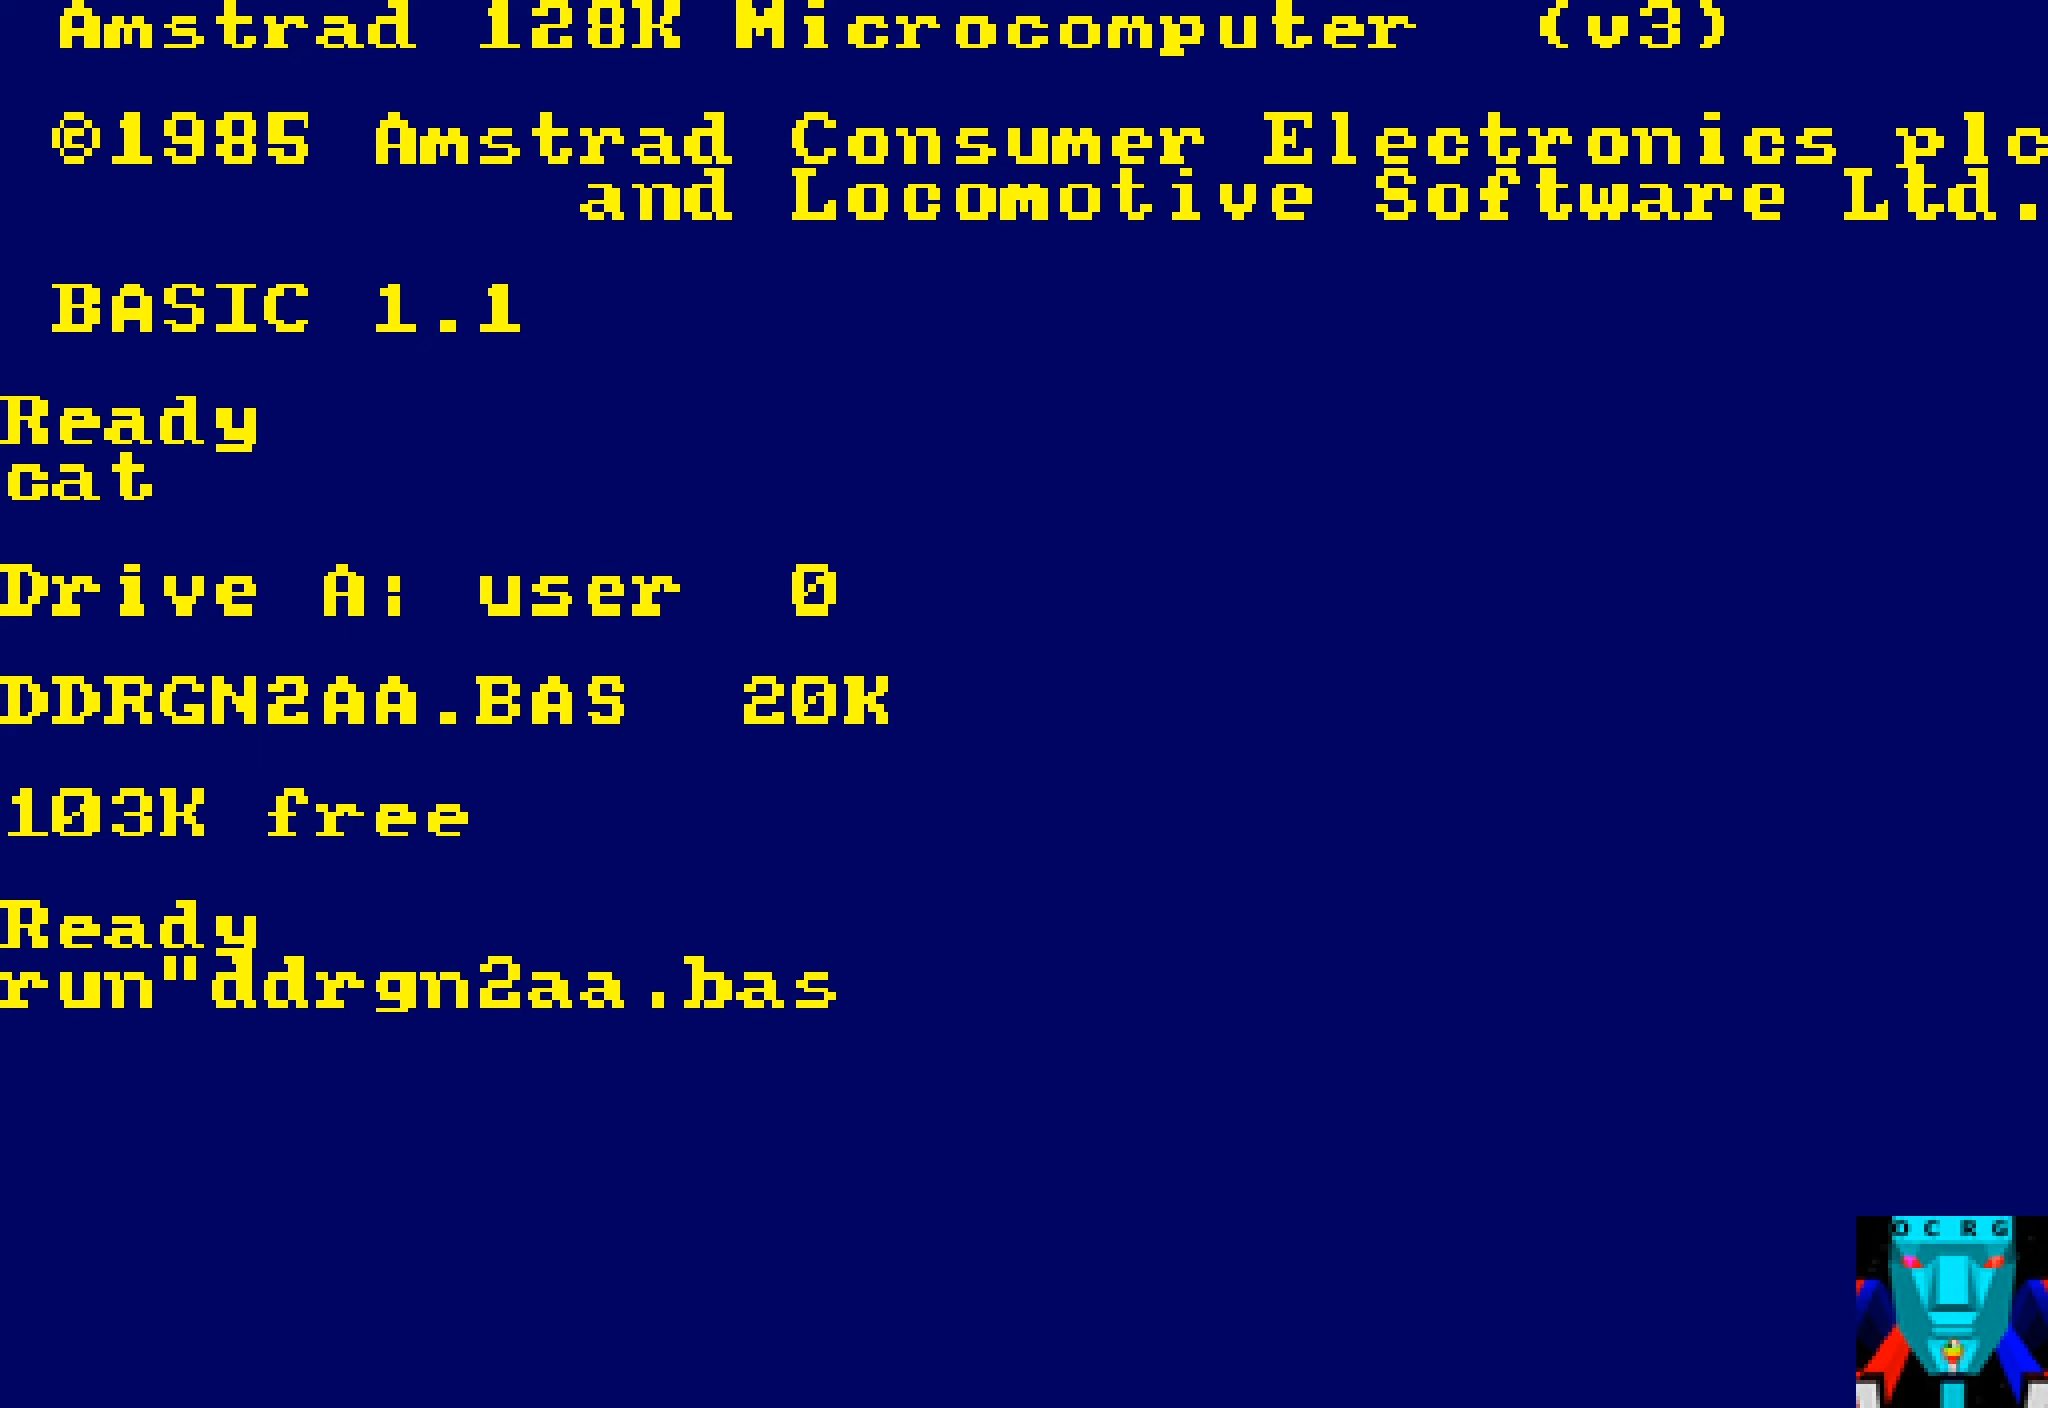 Amstrad 128K Microcomputer (v3)
©1985 Amstrad Consumer Electronics plc
and Locomotive Software Ltd.
BASIC 1.1
Ready
cat
Drive A: user 0
DDRGN2AA.BAS 20K
103K free
Ready
run"ddrgn2aa.bas
O C R G